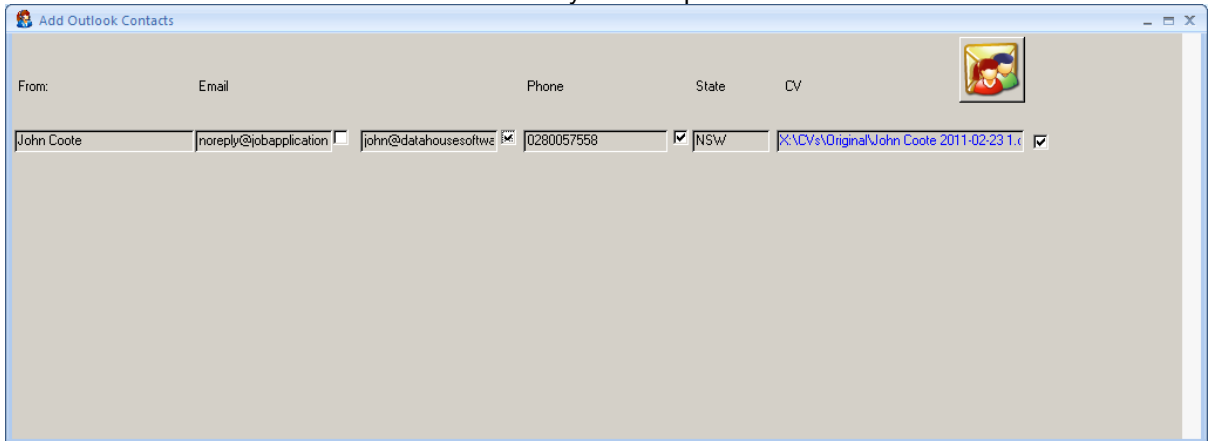 Add Outlook Contacts
From: Email Phone State CV
John Coote noreply@jobapplication john@datahousesoftwa 0280057558 NSW X:\CVs\Original\John Coote 2011-02-23 1.